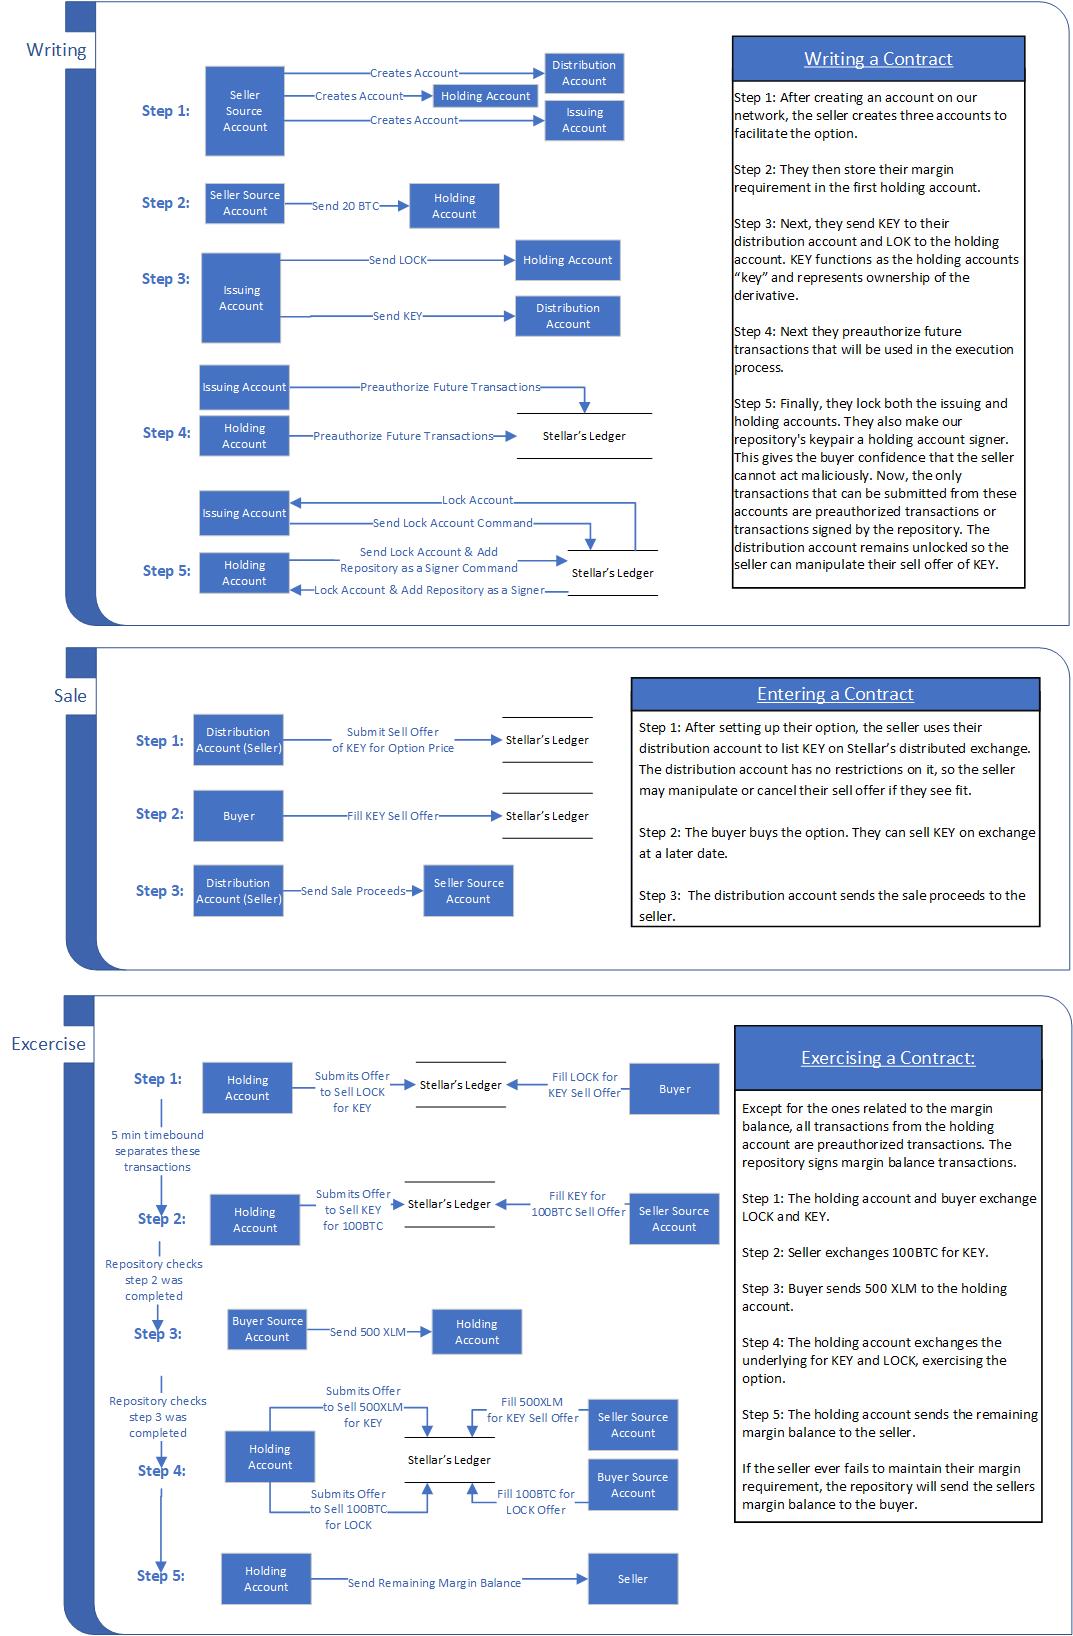 Writing
Step 1:
Seller
Source
Account
Creates Account
Distribution
Account
Creates Account
Holding Account
Creates Account
Issuing
Account
Step 2:
Seller Source
Account
Send 20 BTC
Holding
Account
Step 3:
Issuing
Account
Send LOCK
Holding Account
Send KEY
Distribution
Account
Step 4:
Issuing Account
Preauthorize Future Transactions
Holding
Account
Preauthorize Future Transactions
Stellar's Ledger
Step 5:
Issuing Account
Lock Account
Send Lock Account Command
Holding
Account
Send Lock Account & Add
Repository as a Signer Command
Lock Account & Add Repository as a Signer
Stellar's Ledger
Writing a Contract
Step 1: After creating an account on our
network, the seller creates three accounts to
facilitate the option.
Step 2: They then store their margin
requirement in the first holding account.
Step 3: Next, they send KEY to their
distribution account and LOK to the holding
account. KEY functions as the holding accounts
“key” and represents ownership of the
derivative.
Step 4: Next they preauthorize future
transactions that will be used in the execution
process.
Step 5: Finally, they lock both the issuing and
holding accounts. They also make our
repository's keypair a holding account signer.
This gives the buyer confidence that the seller
cannot act maliciously. Now, the only
transactions that can be submitted from these
accounts are preauthorized transactions or
transactions signed by the repository. The
distribution account remains unlocked so the
seller can manipulate their sell offer of KEY.
Sale
Step 1:
Distribution
Account (Seller)
Submit Sell Offer
of KEY for Option Price
Stellar's Ledger
Step 2:
Buyer
Fill KEY Sell Offer
Stellar's Ledger
Step 3:
Distribution
Account (Seller)
Send Sale Proceeds
Seller Source
Account
Entering a Contract
Step 1: After setting up their option, the seller uses their
distribution account to list KEY on Stellar's distributed exchange.
The distribution account has no restrictions on it, so the seller
may manipulate or cancel their sell offer if they see fit.
Step 2: The buyer buys the option. They can sell KEY on exchange
at a later date.
Step 3: The distribution account sends the sale proceeds to the
seller.
Excercise
Step 1:
Holding
Account
Submits Offer
to Sell LOCK
for KEY
Stellar's Ledger
Fill LOCK for
KEY Sell Offer
Buyer
5 min timebound
separates these
transactions
Step 2:
Holding
Account
Submits Offer
to Sell KEY
for 100BTC
Stellar's Ledger
Fill KEY for
100BTC Sell Offer
Seller Source
Account
Repository checks
step 2 was
completed
Step 3:
Buyer Source
Account
Send 500 XLM
Holding
Account
Repository checks
step 3 was
completed
Step 4:
Holding
Account
Submits Offer
to Sell 500XLM
for KEY
Submits Offer
to Sell 100BTC
for LOCK
Stellar's Ledger
Fill 500XLM
for KEY Sell Offer
Seller Source
Account
Fill 100BTC for
LOCK Offer
Buyer Source
Account
Step 5:
Holding
Account
Send Remaining Margin Balance
Seller
Exercising a Contract:
Except for the ones related to the margin
balance, all transactions from the holding
account are preauthorized transactions. The
repository signs margin balance transactions.
Step 1: The holding account and buyer exchange
LOCK and KEY.
Step 2: Seller exchanges 100BTC for KEY.
Step 3: Buyer sends 500 XLM to the holding
account.
Step 4: The holding account exchanges the
underlying for KEY and LOCK, exercising the
option.
Step 5: The holding account sends the remaining
margin balance to the seller.
If the seller ever fails to maintain their margin
requirement, the repository will send the sellers
margin balance to the buyer.